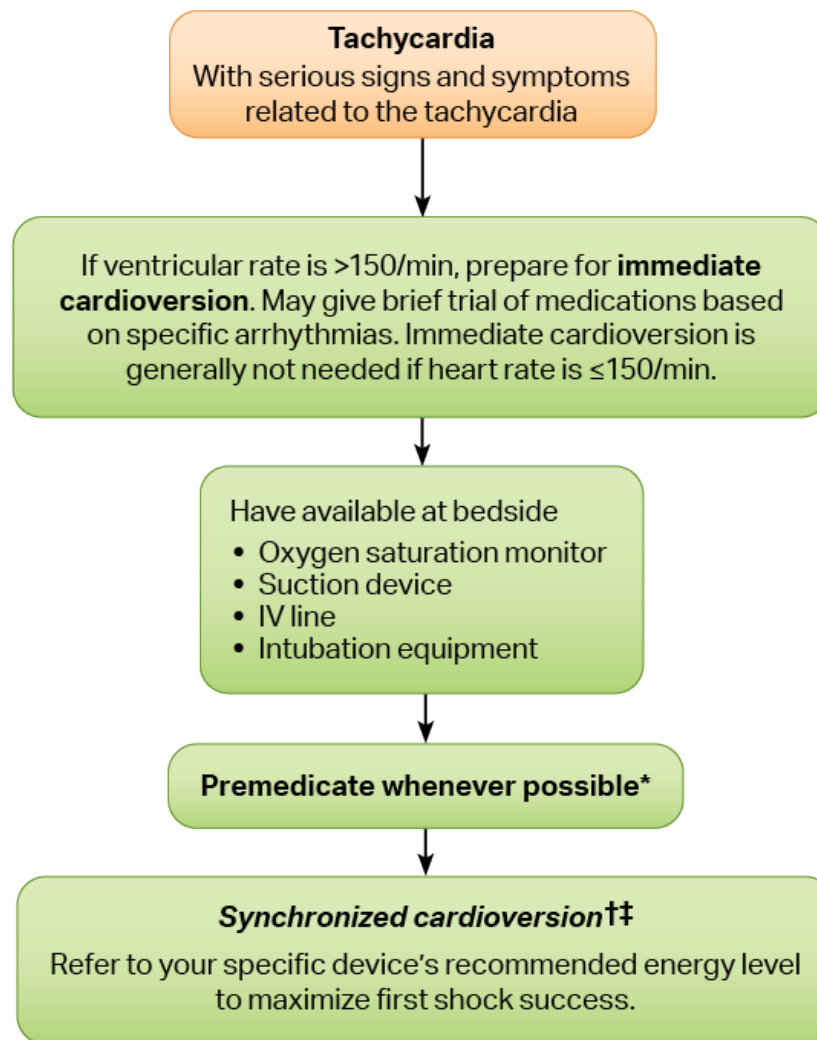 Tachycardia
With serious signs and symptoms
related to the tachycardia
If ventricular rate is >150/min, prepare for immediate
cardioversion. May give brief trial of medications based
on specific arrhythmias. Immediate cardioversion is
generally not needed if heart rate is ≤150/min.
Have available at bedside
• Oxygen saturation monitor
• Suction device
• IV line
• Intubation equipment
Premedicate whenever possible*
Synchronized cardioversion†‡
Refer to your specific device's recommended energy level
to maximize first shock success.